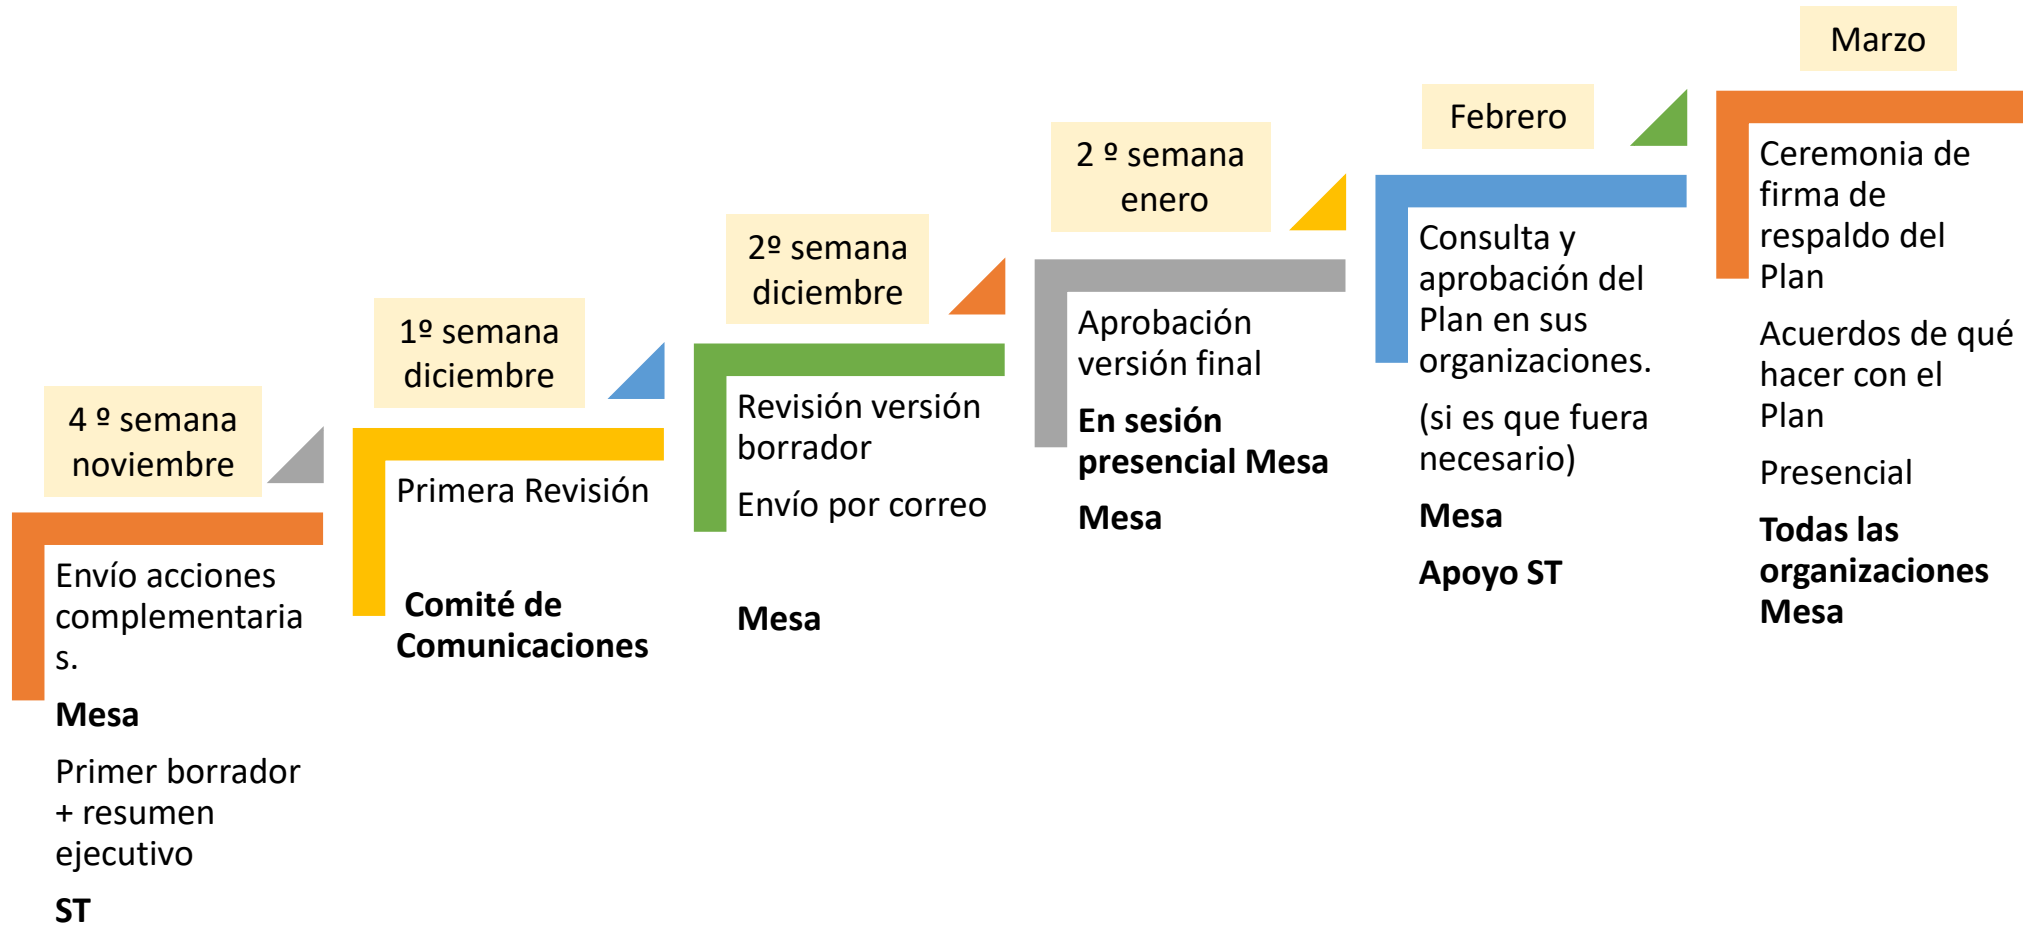 4 º semana
noviembre
Envío acciones
complementaria
s.
Mesa
Primer borrador
+ resumen
ejecutivo
ST
1º semana
diciembre
Primera Revisión
Comité de
Comunicaciones
2º semana
diciembre
Revisión versión
borrador
Envío por correo
Mesa
2 º semana
enero
Aprobación
versión final
En sesión
presencial Mesa
Mesa
Febrero
Consulta y
aprobación del
Plan en sus
organizaciones.
(si es que fuera
necesario)
Mesa
Apoyo ST
Marzo
Ceremonia de
firma de
respaldo del
Plan
Acuerdos de qué
hacer con el
Plan
Presencial
Todas las
organizaciones
Mesa